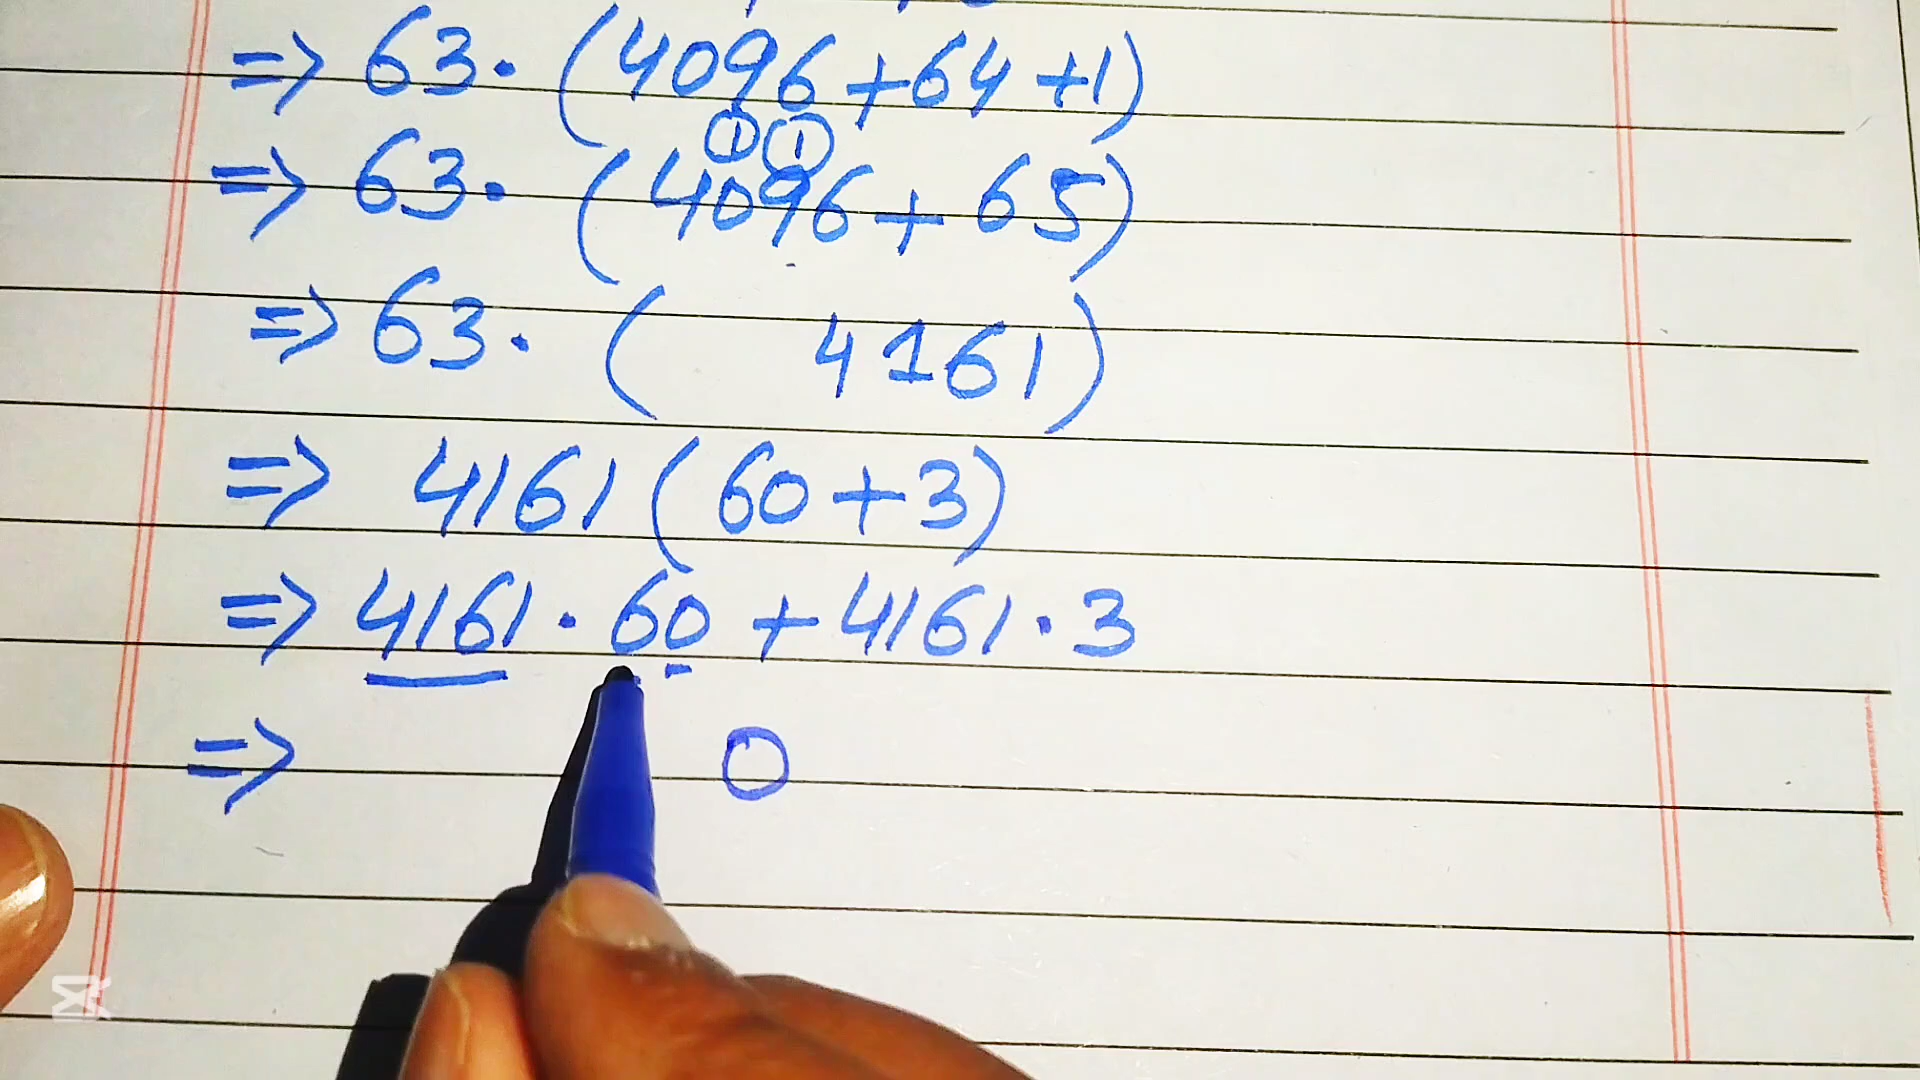 => 63. (4096+64+1)
① ①
=> 63. (4096+65)
=> 63. ( 4161)
=> 4161(60+3)
=> 4161.60+4161.3
=> 0